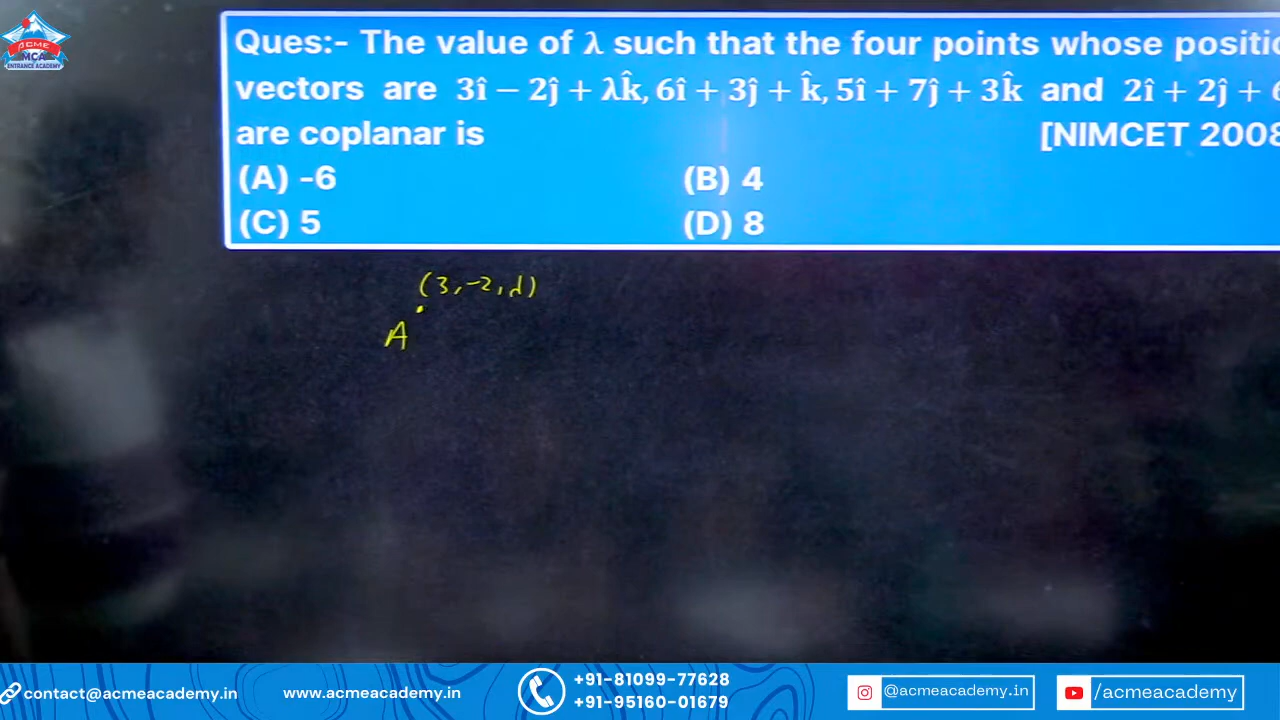 ACME
MCA
ENTRANCE ACADEMY
Ques:- The value of λ such that the four points whose
vectors are 3î − 2ĵ + λk̂, 6î + 3ĵ + k̂, 5î + 7ĵ + 3k̂ and 2î + 2ĵ +
are coplanar is [NIMCET 2008
(A) -6 (B) 4
(C) 5 (D) 8
(3,-2,λ)
A
contact@acmeacademy.in www.acmeacademy.in +91-81099-77628 @acmeacademy.in /acmeacademy
+91-95160-01679